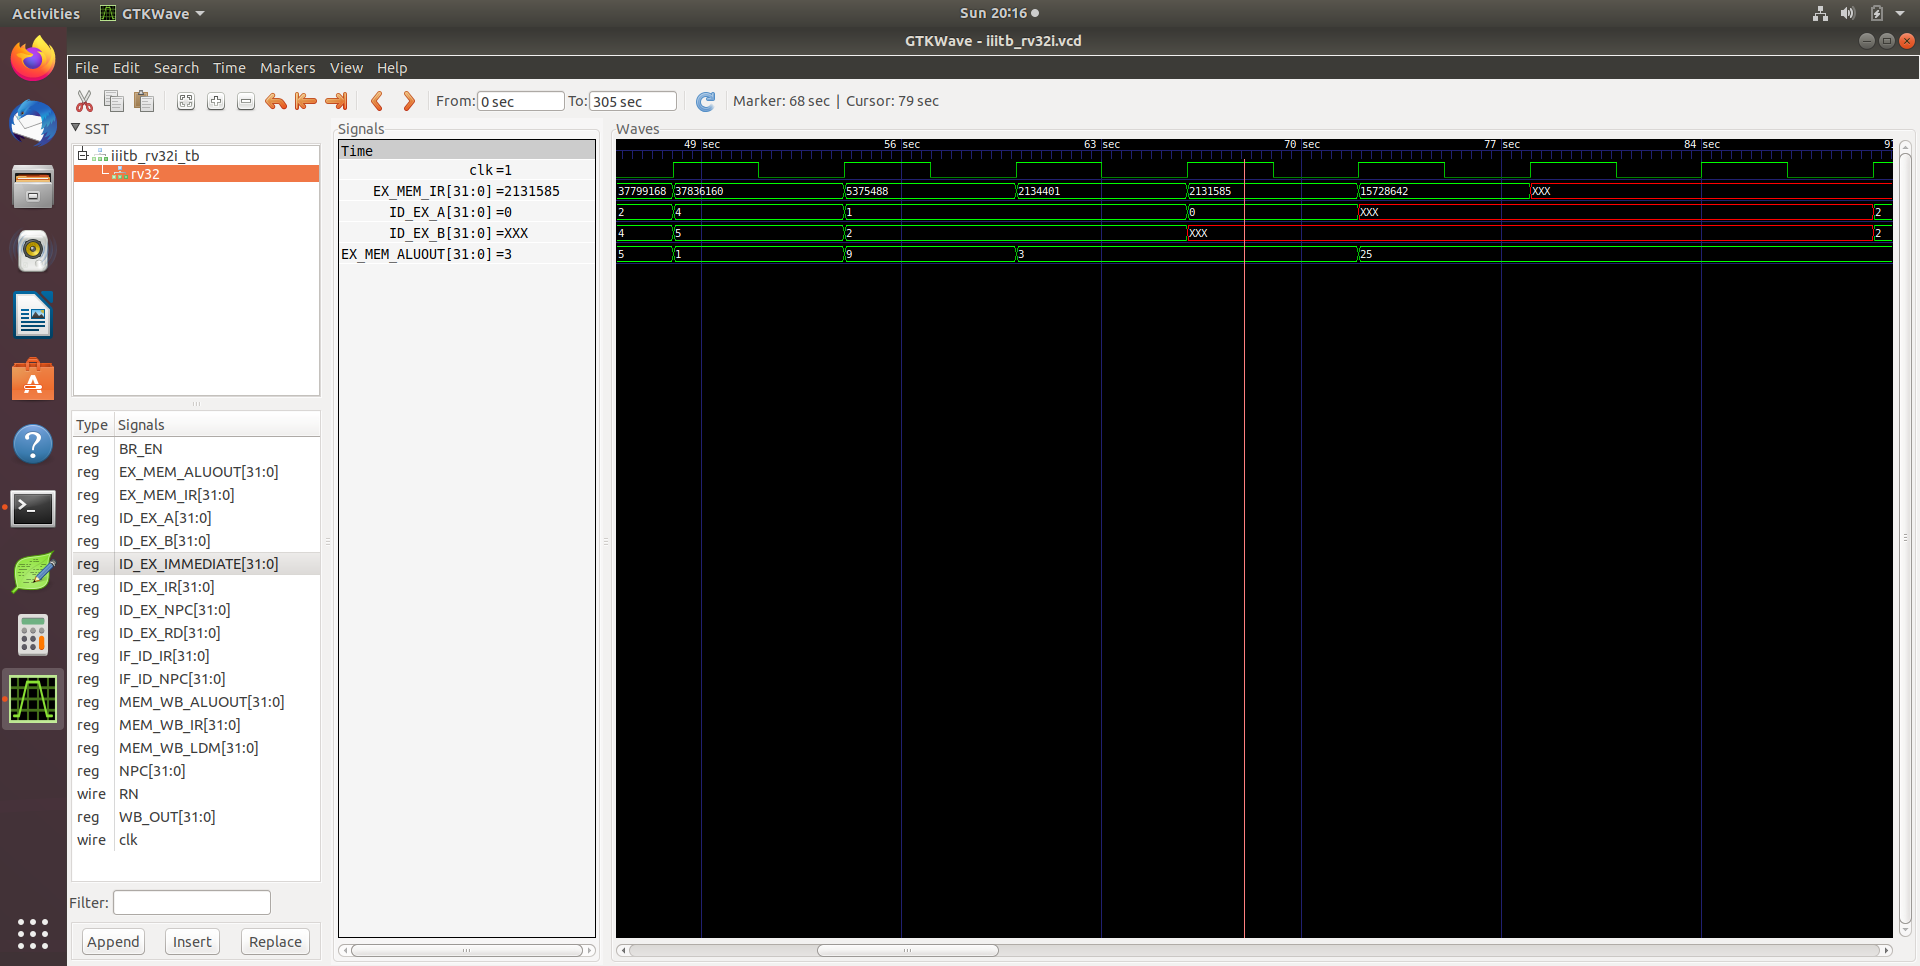 Activities GTKWave Sun 20:16
GTKWave - iiitb_rv32i.vcd
File Edit Search Time Markers View Help
From: 0 sec To: 305 sec Marker: 68 sec | Cursor: 79 sec
SST
iiitb_rv32i_tb
rv32
Type Signals
reg BR_EN
reg EX_MEM_ALUOUT[31:0]
reg EX_MEM_IR[31:0]
reg ID_EX_A[31:0]
reg ID_EX_B[31:0]
reg ID_EX_IMMEDIATE[31:0]
reg ID_EX_IR[31:0]
reg ID_EX_NPC[31:0]
reg ID_EX_RD[31:0]
reg IF_ID_IR[31:0]
reg IF_ID_NPC[31:0]
reg MEM_WB_ALUOUT[31:0]
reg MEM_WB_IR[31:0]
reg MEM_WB_LDM[31:0]
reg NPC[31:0]
wire RN
reg WB_OUT[31:0]
wire clk
Filter:
Append Insert Replace
Signals
Time
clk=1
EX_MEM_IR[31:0]=2131585
ID_EX_A[31:0]=0
ID_EX_B[31:0]=XXX
EX_MEM_ALUOUT[31:0]=3
Waves
49 sec 56 sec 63 sec 70 sec 77 sec 84 sec 91
37799168 37836160 5375488 2134401 2131585 15728642 XXX
2 4 1 0 XXX 2
4 5 2 XXX 2
5 1 9 3 25